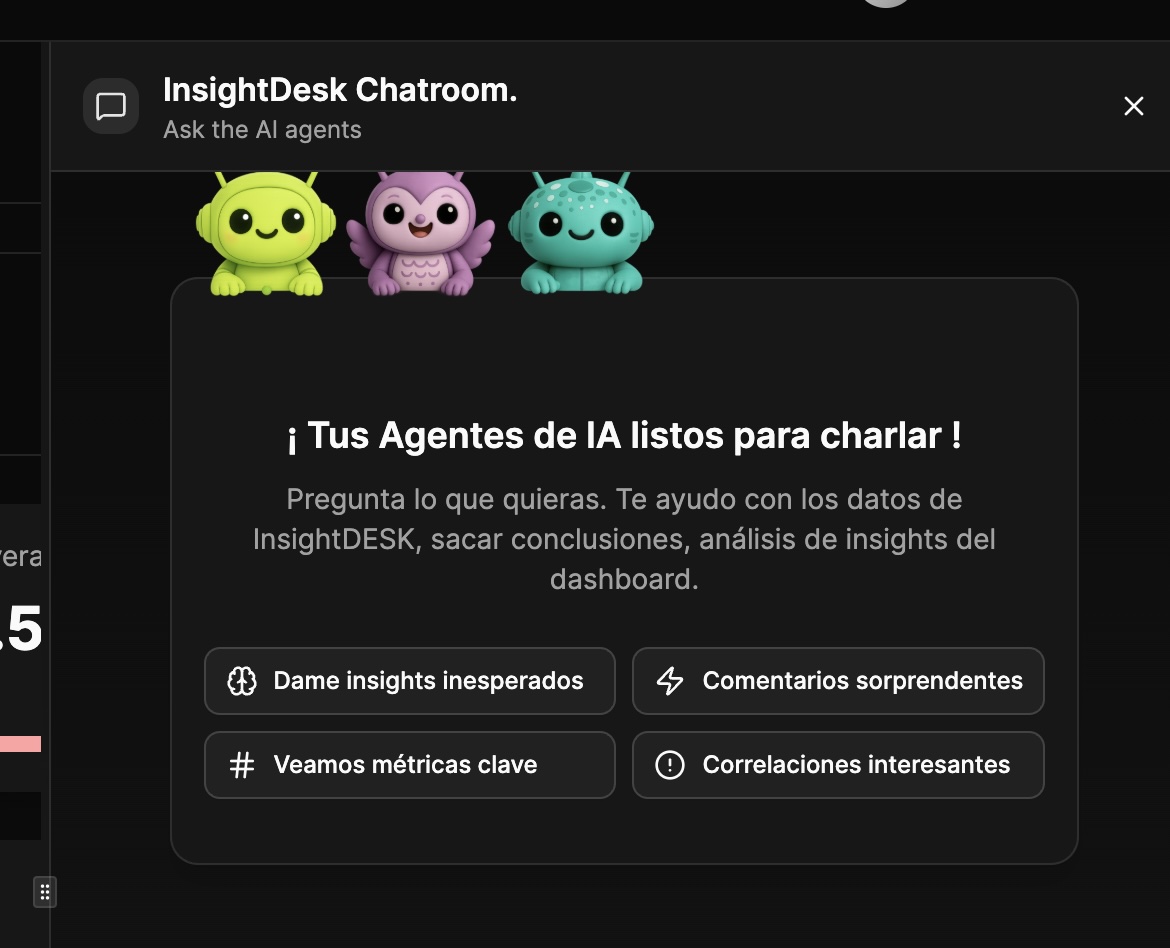 InsightDesk Chatroom.
Ask the AI agents
¡ Tus Agentes de IA listos para charlar !
Pregunta lo que quieras. Te ayudo con los datos de
InsightDESK, sacar conclusiones, análisis de insights del
dashboard.
Dame insights inesperados
Comentarios sorprendentes
Veamos métricas clave
Correlaciones interesantes